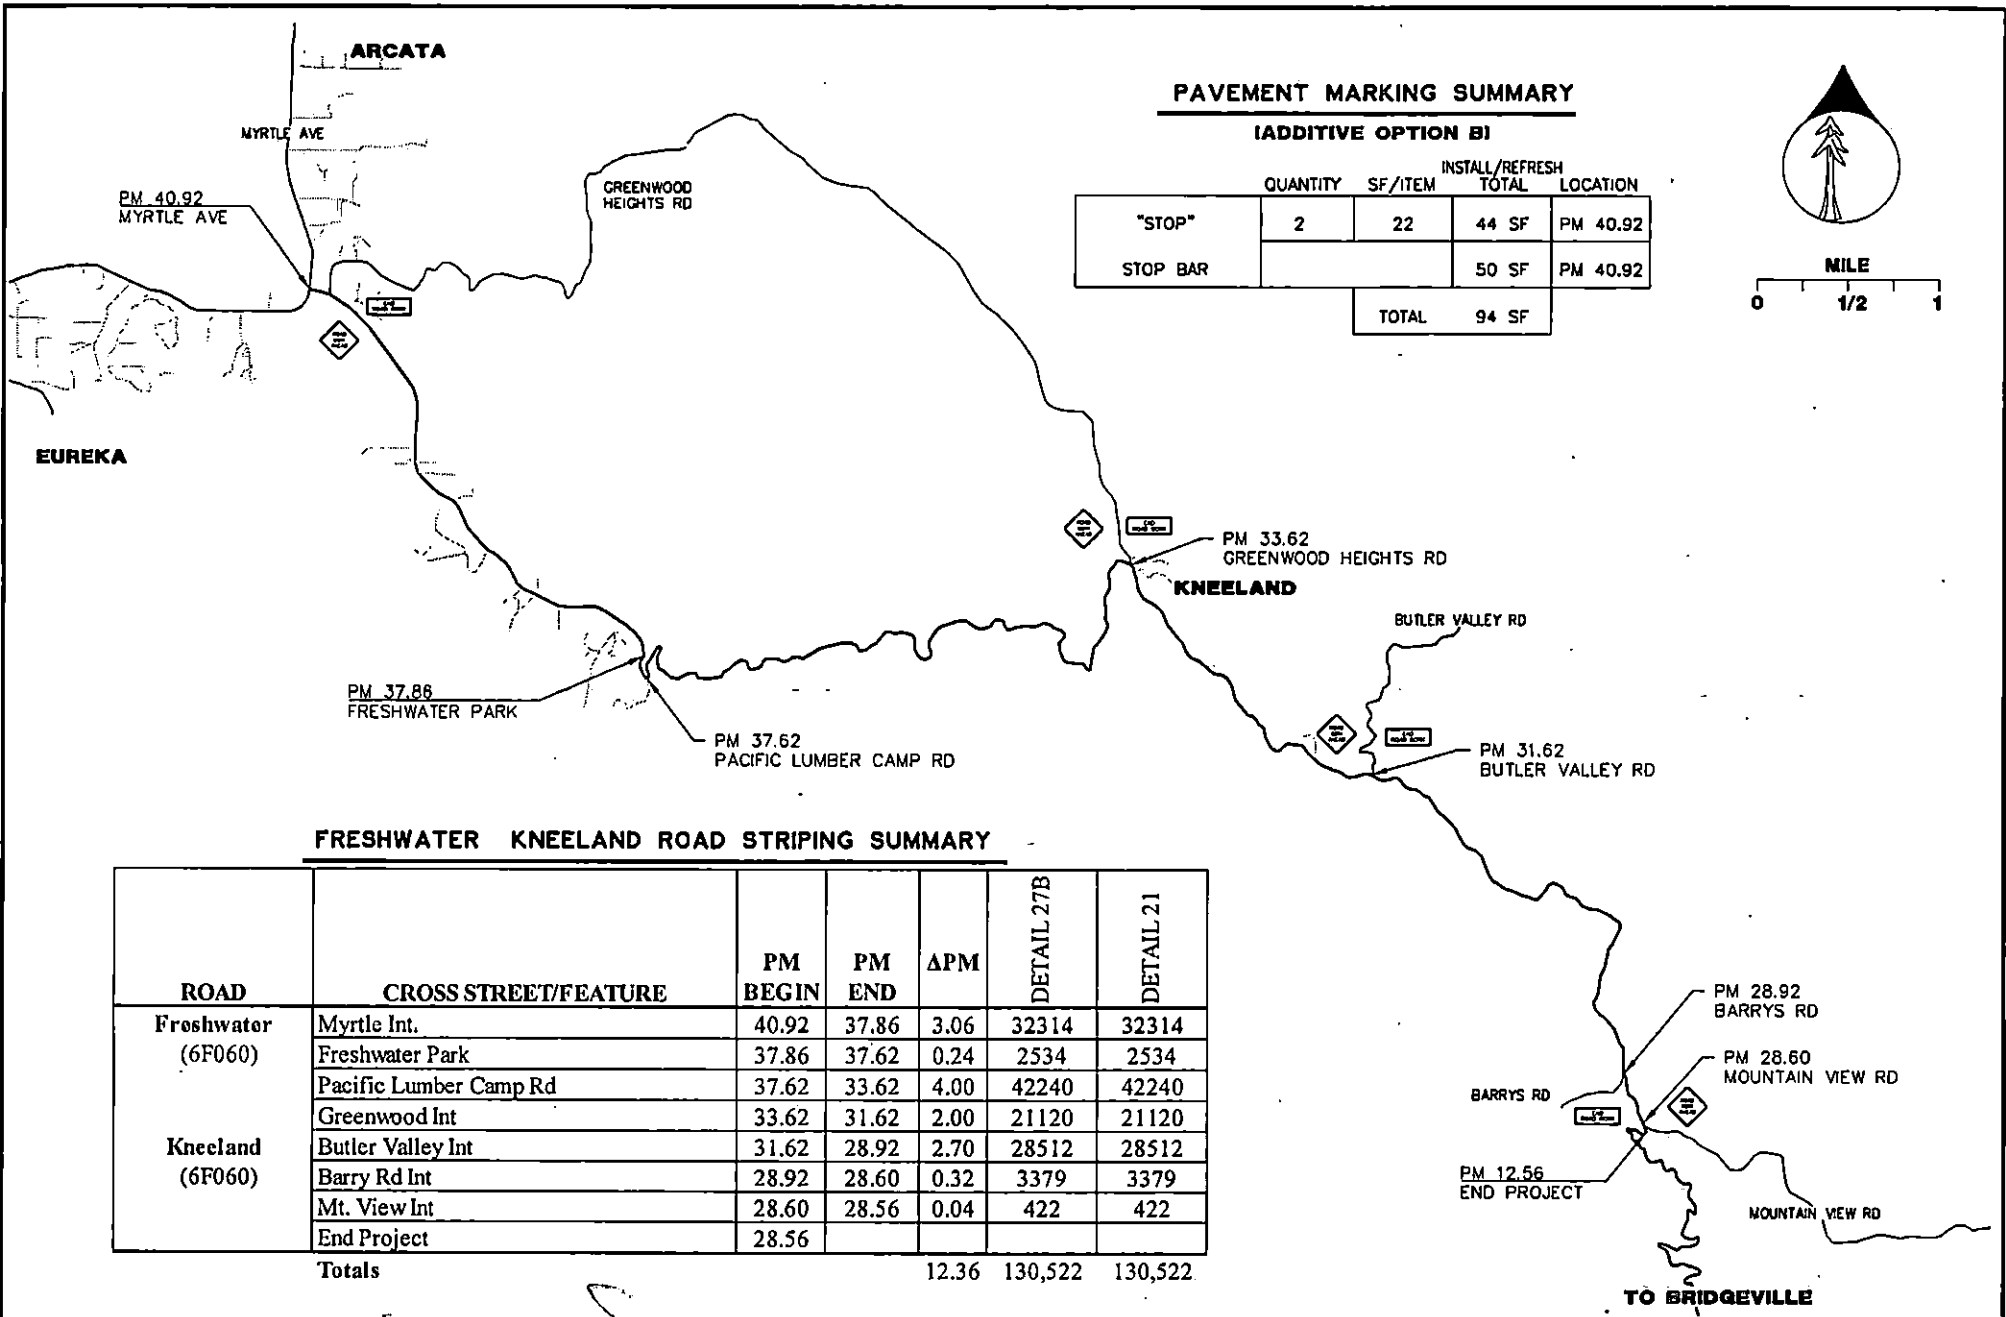 ARCATA
MYRTLE AVE
PM 40.92
MYRTLE AVE
GREENWOOD
HEIGHTS RD
EUREKA
PAVEMENT MARKING SUMMARY
(ADDITIVE OPTION B)
QUANTITY SF/ITEM INSTALL/REFRESH TOTAL LOCATION
"STOP" 2 22 44 SF PM 40.92
STOP BAR 50 SF PM 40.92
TOTAL 94 SF
MILE
0 1/2 1
PM 33.62
GREENWOOD HEIGHTS RD
KNEELAND
BUTLER VALLEY RD
PM 37.86
FRESHWATER PARK
PM 37.62
PACIFIC LUMBER CAMP RD
PM 31.62
BUTLER VALLEY RD
PM 28.92
BARRYS RD
PM 28.60
MOUNTAIN VIEW RD
BARRYS RD
PM 12.56
END PROJECT
MOUNTAIN VIEW RD
TO BRIDGEVILLE
FRESHWATER KNEELAND ROAD STRIPING SUMMARY
ROAD CROSS STREET/FEATURE PM BEGIN PM END ΔPM DETAIL 27B DETAIL 21
Freshwater Myrtle Int. 40.92 37.86 3.06 32314 32314
(6F060) Freshwater Park 37.86 37.62 0.24 2534 2534
Pacific Lumber Camp Rd 37.62 33.62 4.00 42240 42240
Greenwood Int 33.62 31.62 2.00 21120 21120
Kneeland Butler Valley Int 31.62 28.92 2.70 28512 28512
(6F060) Barry Rd Int 28.92 28.60 0.32 3379 3379
Mt. View Int 28.60 28.56 0.04 422 422
End Project 28.56
Totals 12.36 130,522 130,522